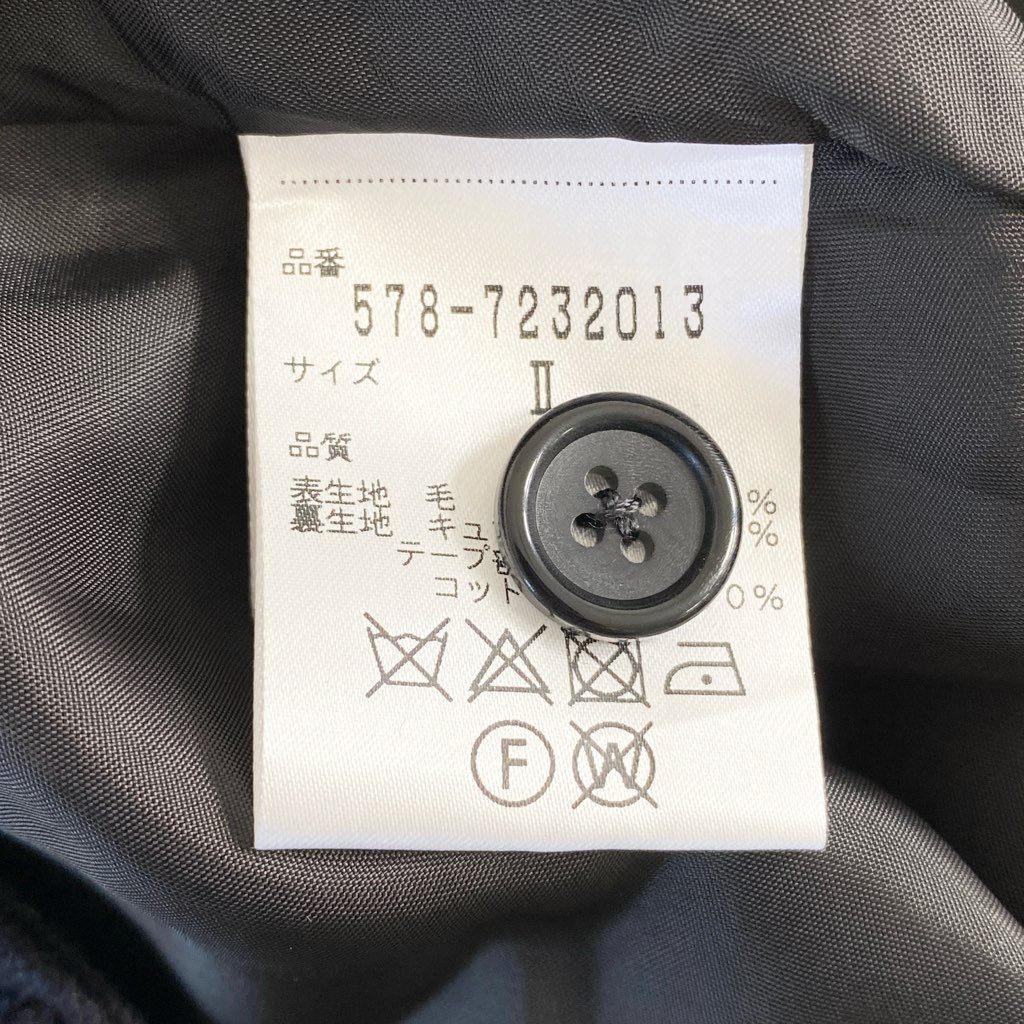 品番
578-7232013
サイズ
Ⅱ
品質
表生地 毛 %
裏生地 キュ %
テープ
コット 0%
F
W